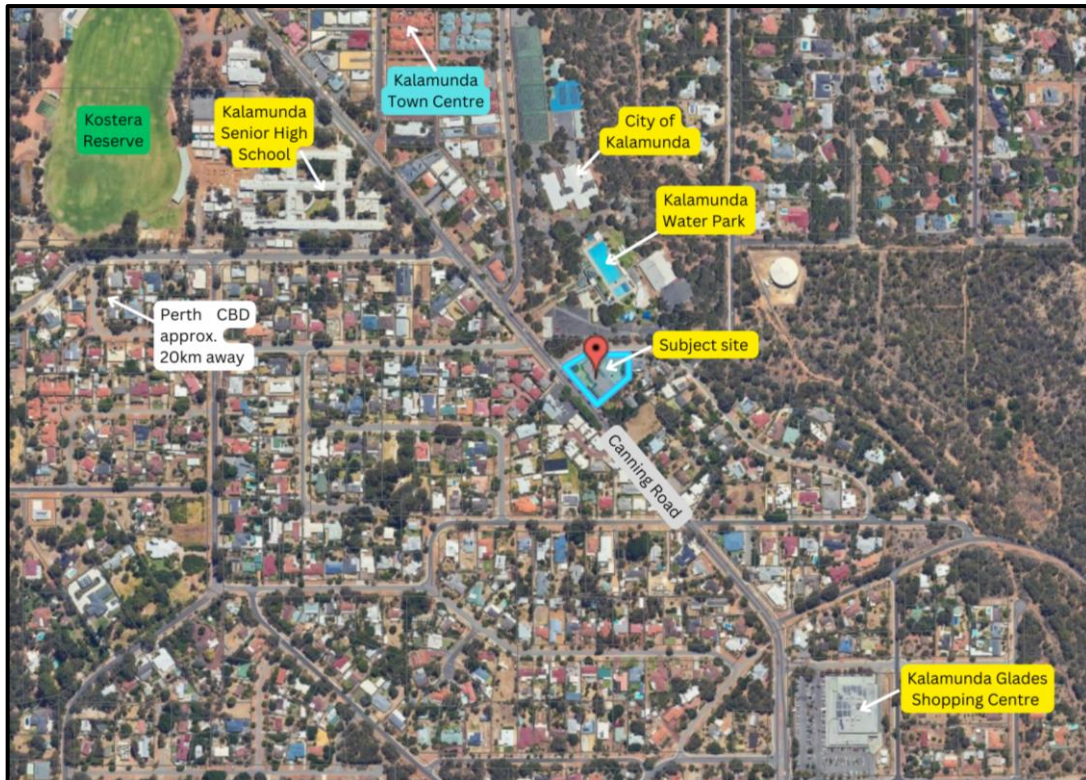 Kalamunda
Town Centre
Kostera
Reserve
Kalamunda
Senior High
School
City of
Kalamunda
Kalamunda
Water Park
Perth CBD
approx.
20km away
Subject site
Canning Road
Kalamunda Glades
Shopping Centre